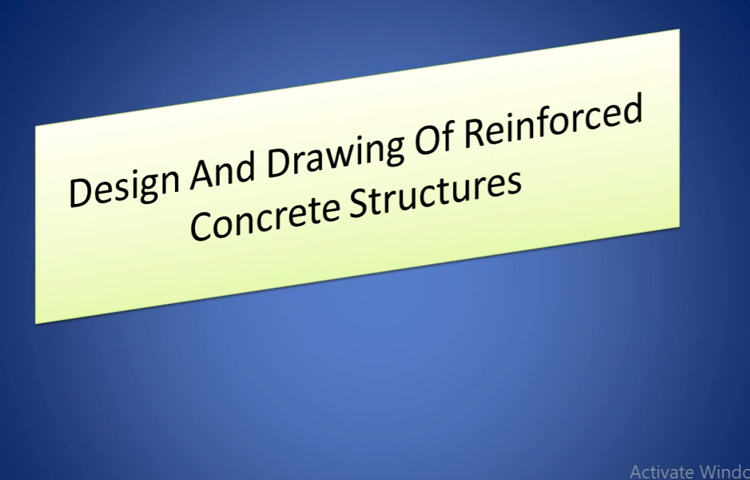 Design And Drawing Of Reinforced
Concrete Structures
Activate Windo